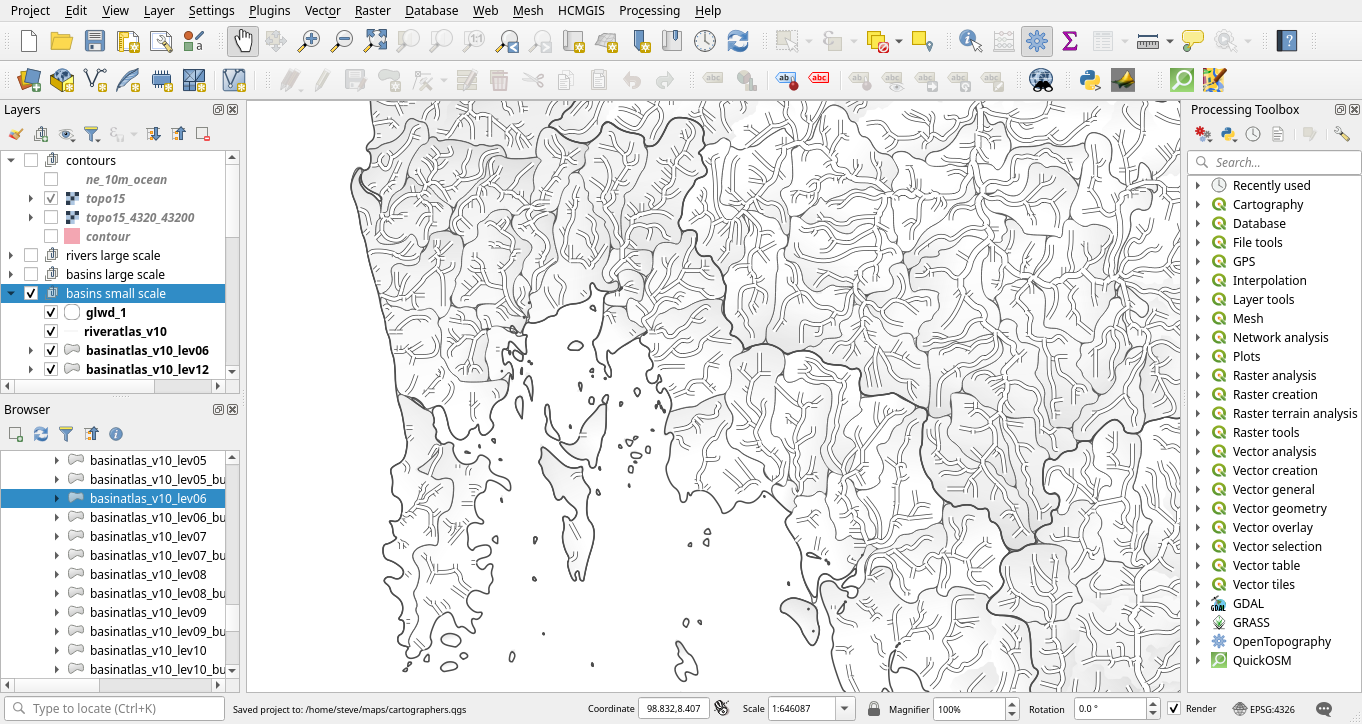 Project Edit View Layer Settings Plugins Vector Raster Database Web Mesh HCMGIS Processing Help
1:1
abc
abc
abc
Layers
contours
ne_10m_ocean
topo15
topo15_4320_43200
contour
rivers large scale
basins large scale
basins small scale
glwd_1
riveratlas_v10
basinatlas_v10_lev06
basinatlas_v10_lev12
Browser
basinatlas_v10_lev05
basinatlas_v10_lev05_bu
basinatlas_v10_lev06
basinatlas_v10_lev06_bu
basinatlas_v10_lev07
basinatlas_v10_lev07_bu
basinatlas_v10_lev08
basinatlas_v10_lev08_bu
basinatlas_v10_lev09
basinatlas_v10_lev09_bu
basinatlas_v10_lev10
basinatlas_v10_lev10_bu
Processing Toolbox
Search...
Recently used
Cartography
Database
File tools
GPS
Interpolation
Layer tools
Mesh
Network analysis
Plots
Raster analysis
Raster creation
Raster terrain analysis
Raster tools
Vector analysis
Vector creation
Vector general
Vector geometry
Vector overlay
Vector selection
Vector table
Vector tiles
GDAL
GRASS
OpenTopography
QuickOSM
Type to locate (Ctrl+K) Saved project to: /home/steve/maps/cartographers.qgs Coordinate 98.832,8.407 Scale 1:646087 Magnifier 100% Rotation 0.0 ° Render EPSG:4326